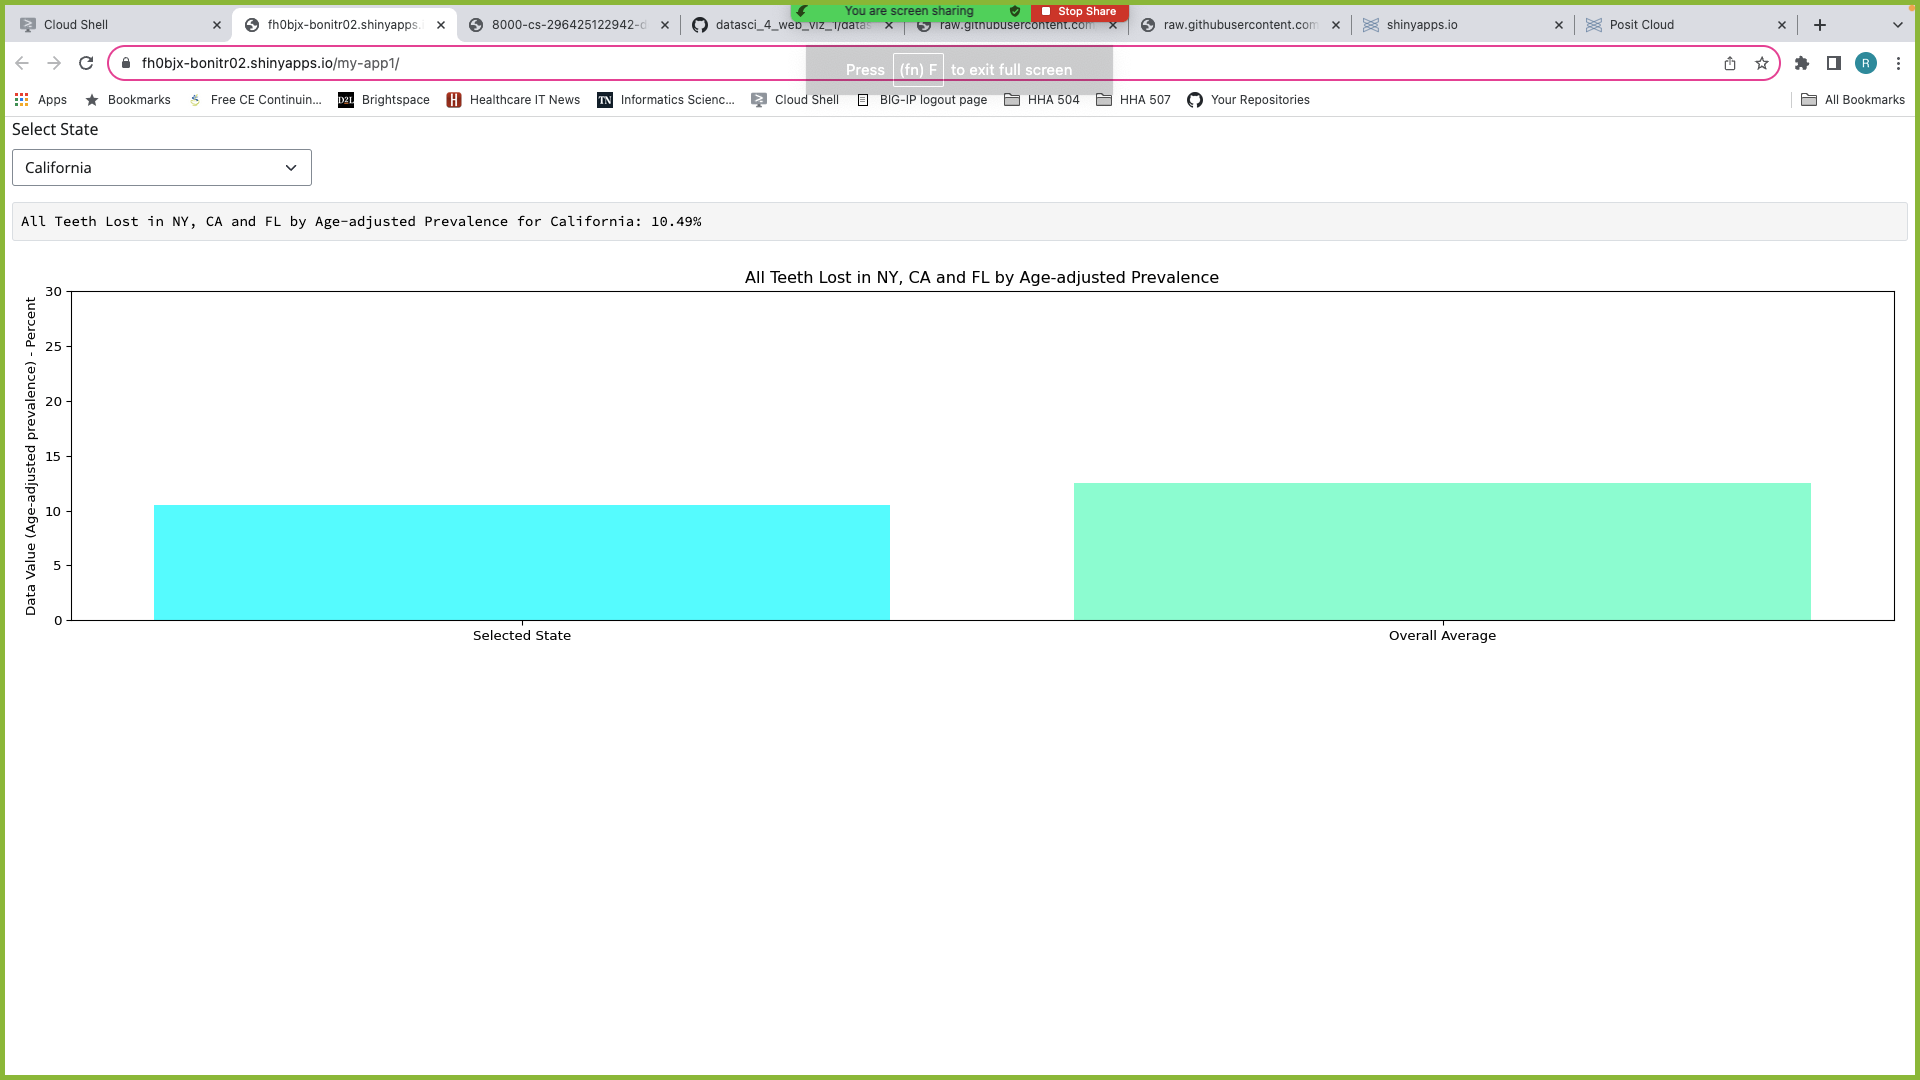 Cloud Shell
fh0bjx-bonitr02.shinyapps.
8000-cs-296425122942-d
datasci_4_web_viz_1/datas
raw.githubusercontent.com
raw.githubusercontent.com
shinyapps.io
Posit Cloud
You are screen sharing
Stop Share
fh0bjx-bonitr02.shinyapps.io/my-app1/
Press (fn) F to exit full screen
R
Apps
Bookmarks
Free CE Continuin...
D2L Brightspace
H Healthcare IT News
TN Informatics Scienc...
Cloud Shell
BIG-IP logout page
HHA 504
HHA 507
Your Repositories
All Bookmarks
Select State
California
All Teeth Lost in NY, CA and FL by Age-adjusted Prevalence for California: 10.49%
All Teeth Lost in NY, CA and FL by Age-adjusted Prevalence
Data Value (Age-adjusted prevalence) - Percent
30
25
20
15
10
5
0
Selected State
Overall Average